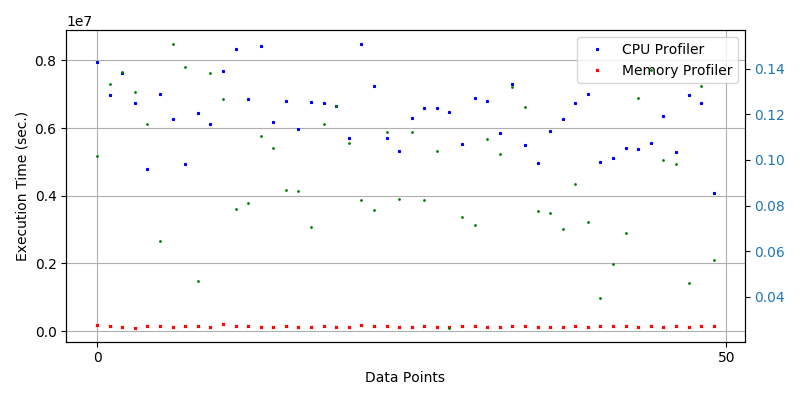 1e7
CPU Profiler
Memory Profiler
0.8
0.6
0.4
0.2
0.0
Execution Time (sec.)
0.14
0.12
0.10
0.08
0.06
0.04
0
50
Data Points